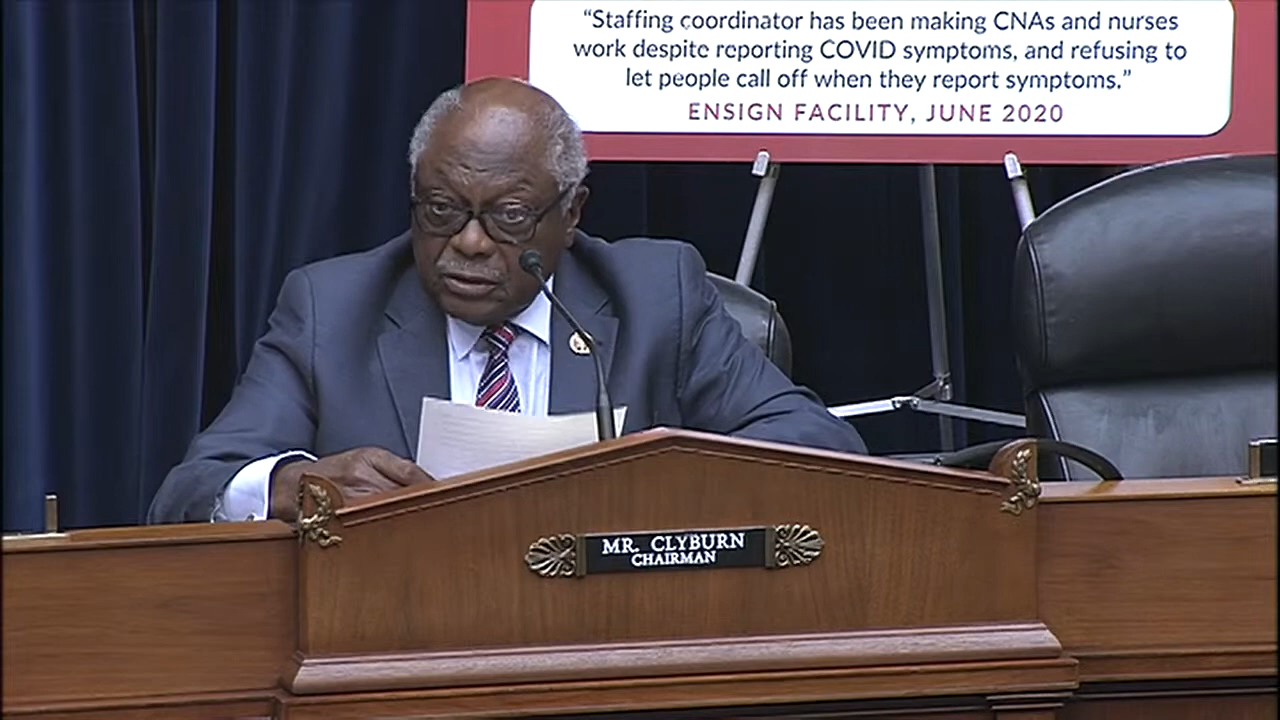 “Staffing coordinator has been making CNAs and nurses
work despite reporting COVID symptoms, and refusing to
let people call off when they report symptoms.”
ENSIGN FACILITY, JUNE 2020
MR. CLYBURN
CHAIRMAN